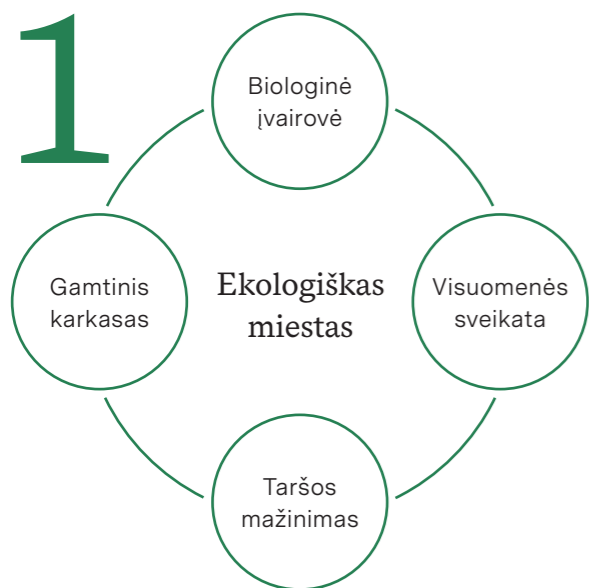 1
Biologinė
įvairovė
Gamtinis
karkasas
Ekologiškas
miestas
Visuomenės
sveikata
Taršos
mažinimas